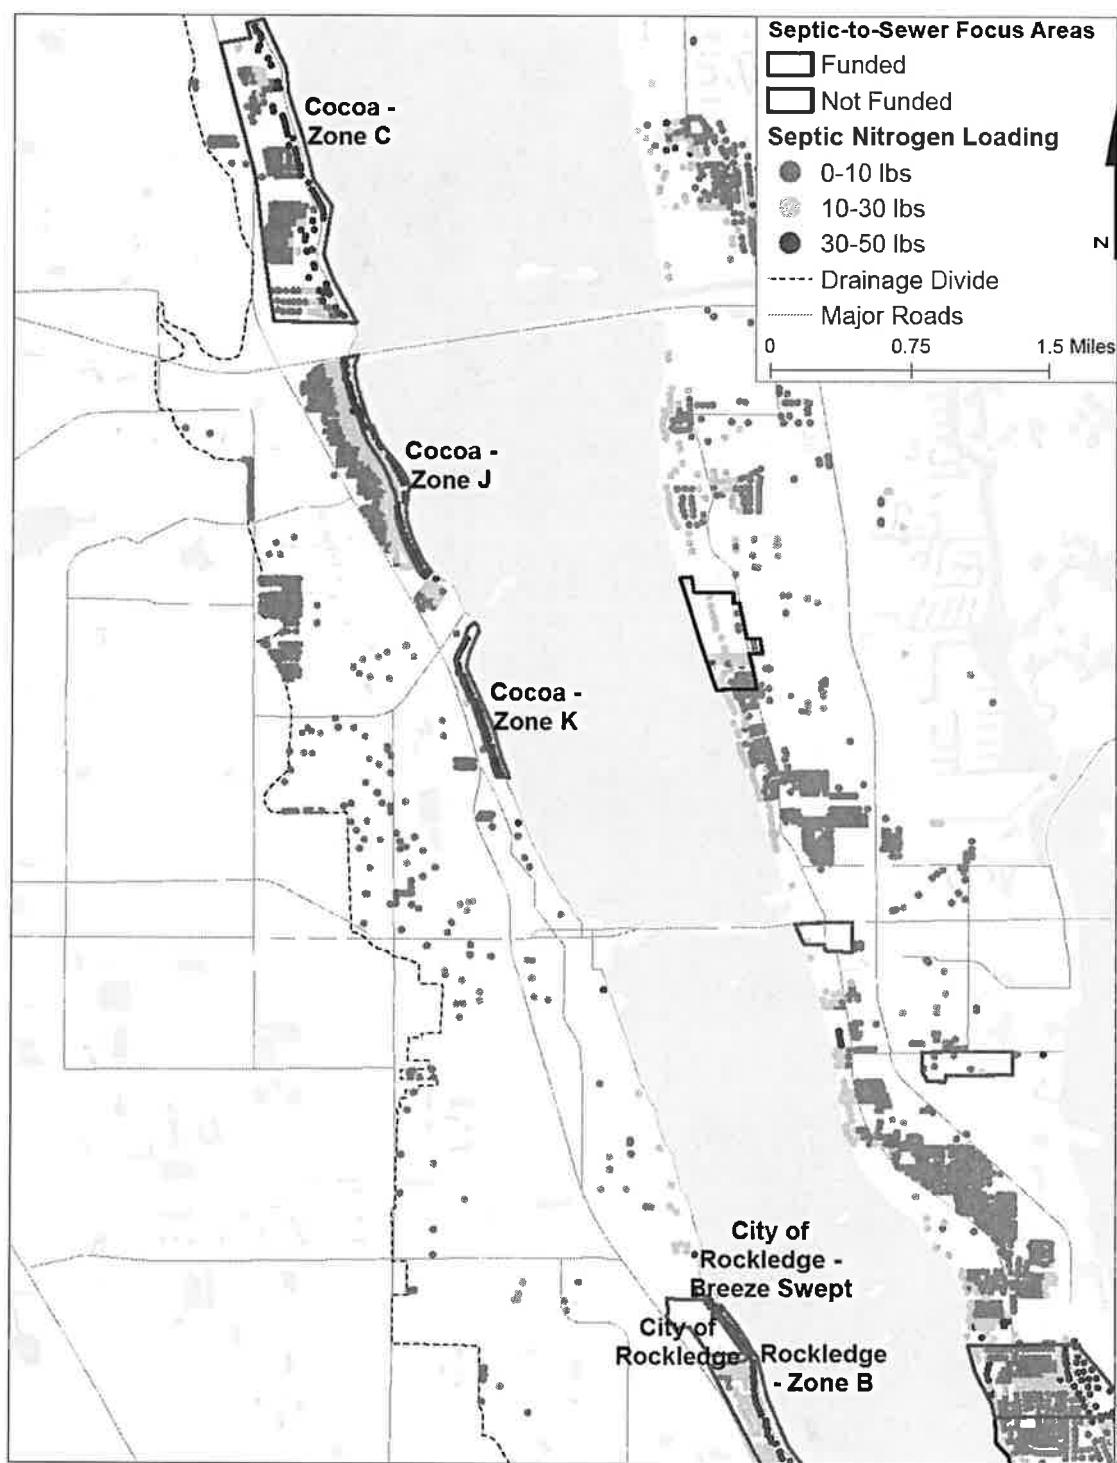 Septic-to-Sewer Focus Areas
Funded
Not Funded
Septic Nitrogen Loading
0-10 lbs
10-30 lbs
30-50 lbs
Drainage Divide
Major Roads
0 0.75 1.5 Miles
N
Cocoa -
Zone C
Cocoa -
Zone J
Cocoa -
Zone K
City of
Rockledge -
Breeze Swept
City of
Rockledge
Rockledge
- Zone B